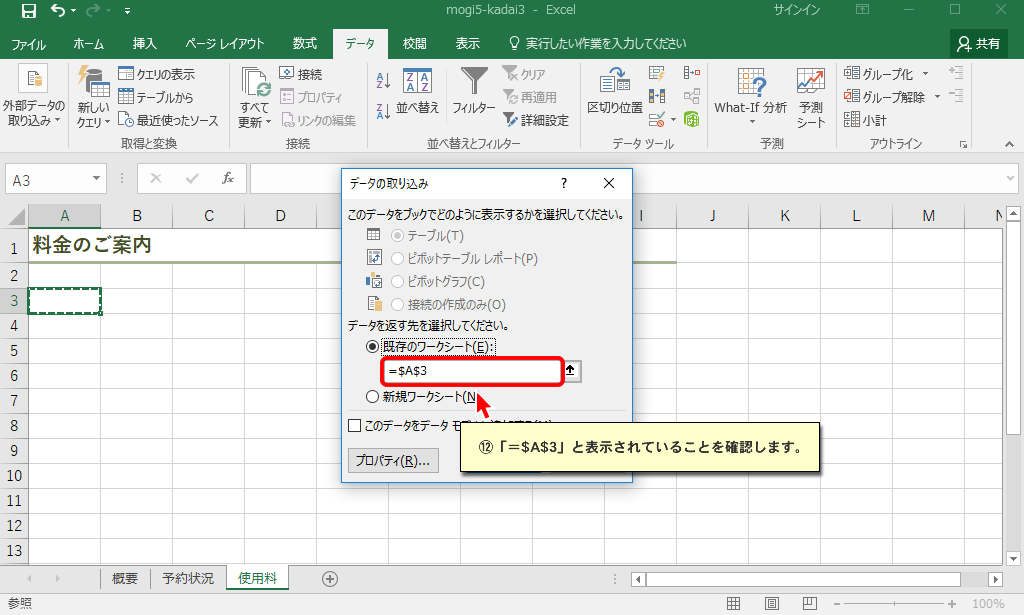 mogi5-kadai3 - Excel
サインイン
ファイル ホーム 挿入 ページ レイアウト 数式 データ 校閲 表示 実行したい作業を入力してください 共有
外部データの
取り込み
新しい
クエリ
クエリの表示
テーブルから
最近使ったソース
取得と変換
すべて
更新
接続
プロパティ
リンクの編集
接続
並べ替え
フィルター
クリア
再適用
詳細設定
並べ替えとフィルター
区切り位置
データ ツール
What-If 分析
予測
シート
予測
グループ化
グループ解除
小計
アウトライン
A3
fx
A B C D I J K L M N
1 料金のご案内
2
3
4
5
6
7
8
9
10
11
12
13
データの取り込み ?
このデータをブックでどのように表示するかを選択してください。
テーブル(T)
ピボットテーブル レポート(P)
ピボットグラフ(C)
接続の作成のみ(O)
データを返す先を選択してください。
既存のワークシート(E):
=$A$3
新規ワークシート(N
このデータをデータ モ
プロパティ(R)...
⑫「＝$A$3」と表示されていることを確認します。
概要 予約状況 使用料
参照
100%